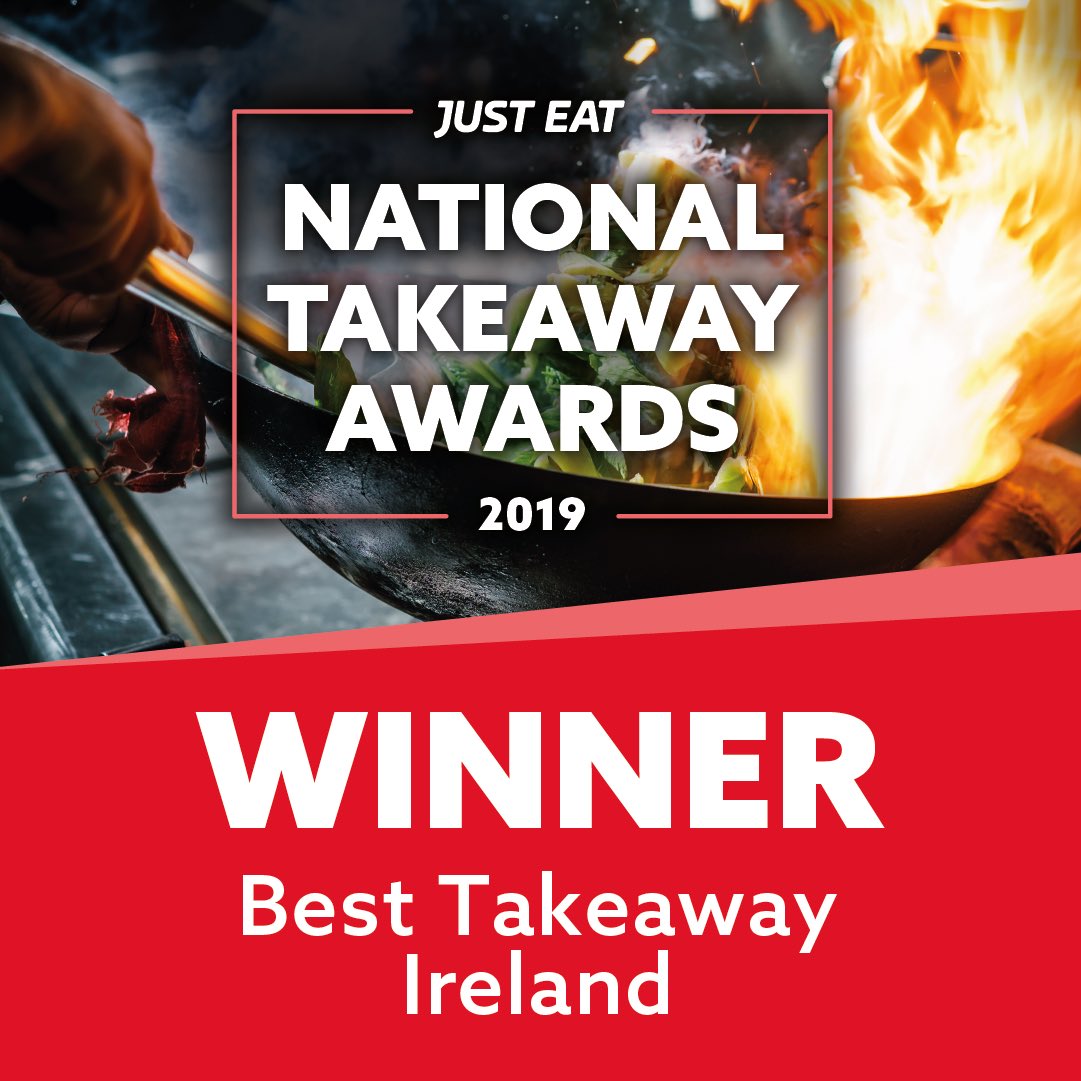 JUST EAT
NATIONAL
TAKEAWAY
AWARDS
2019
WINNER
Best Takeaway
Ireland